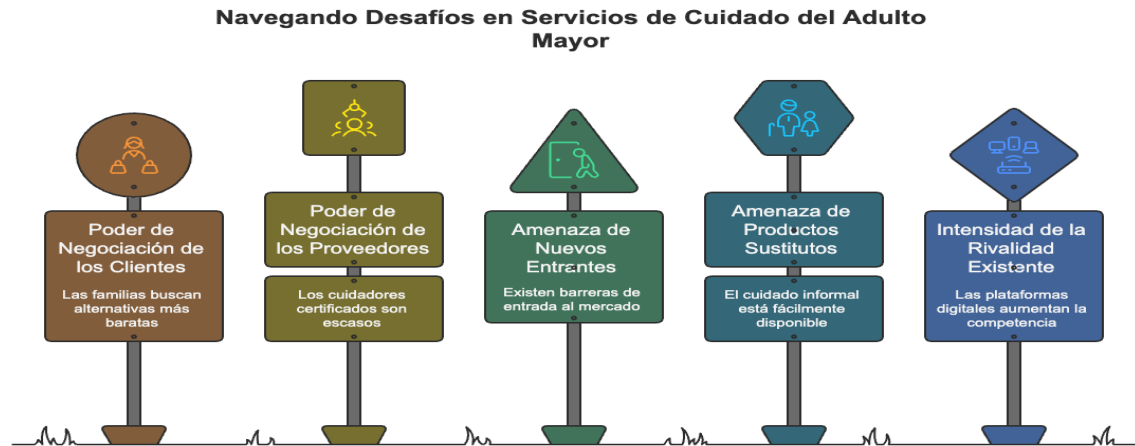 Navegando Desafíos en Servicios de Cuidado del Adulto
Mayor
Poder de
Negociación de
los Clientes
Las familias buscan
alternativas más
baratas
Poder de
Negociación de
los Proveedores
Los cuidadores
certificados son
escasos
Amenaza de
Nuevos
Entrantes
Existen barreras de
entrada al mercado
Amenaza de
Productos
Sustitutos
El cuidado informal
está fácilmente
disponible
Intensidad de la
Rivalidad
Existente
Las plataformas
digitales aumentan la
competencia